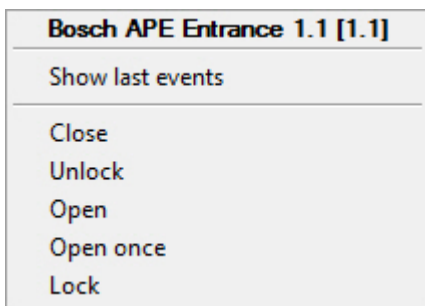 Bosch APE Entrance 1.1 [1.1]
Show last events
Close
Unlock
Open
Open once
Lock